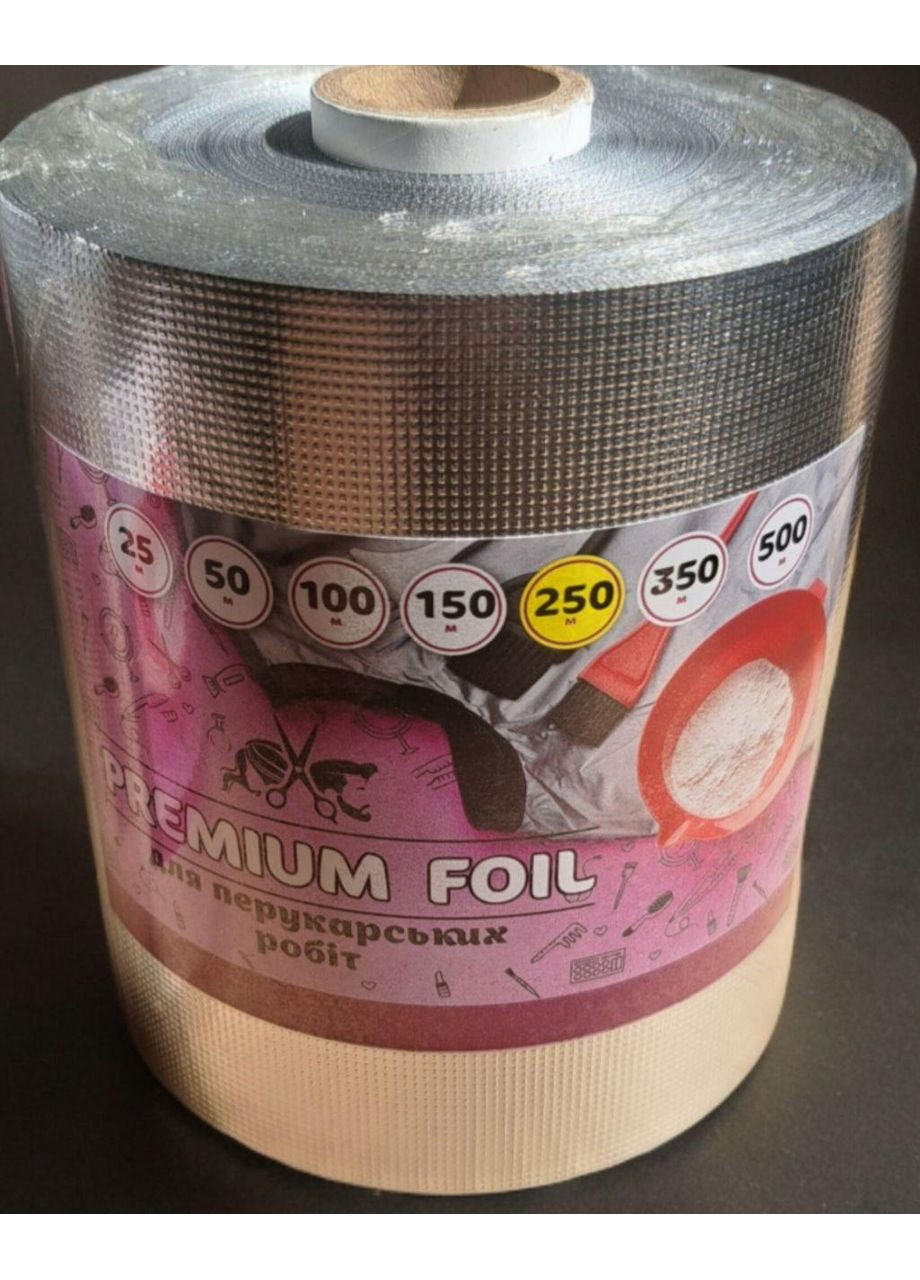 25
м
50
м
100
м
150
м
250
м
350
м
500
м
PREMIUM FOIL
для перукарських
робіт